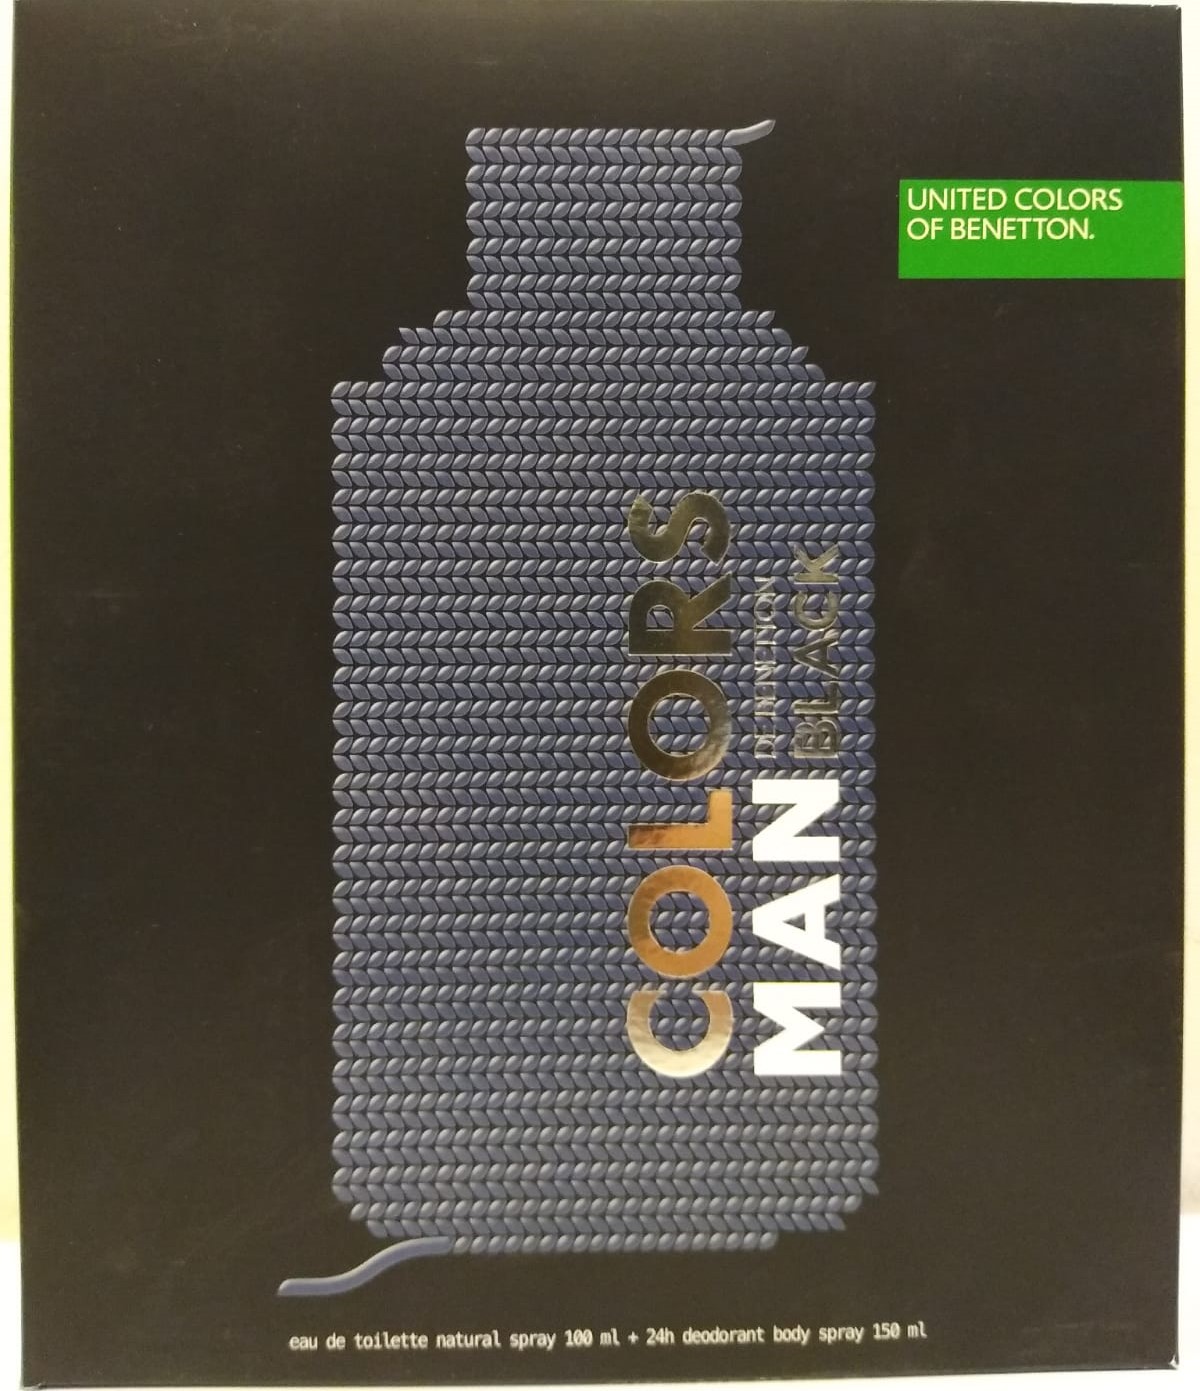 UNITED COLORS
OF BENETTON.
COLORS
DE BENETTON
MAN BLACK
eau de toilette natural spray 100 ml + 24h deodorant body spray 150 ml